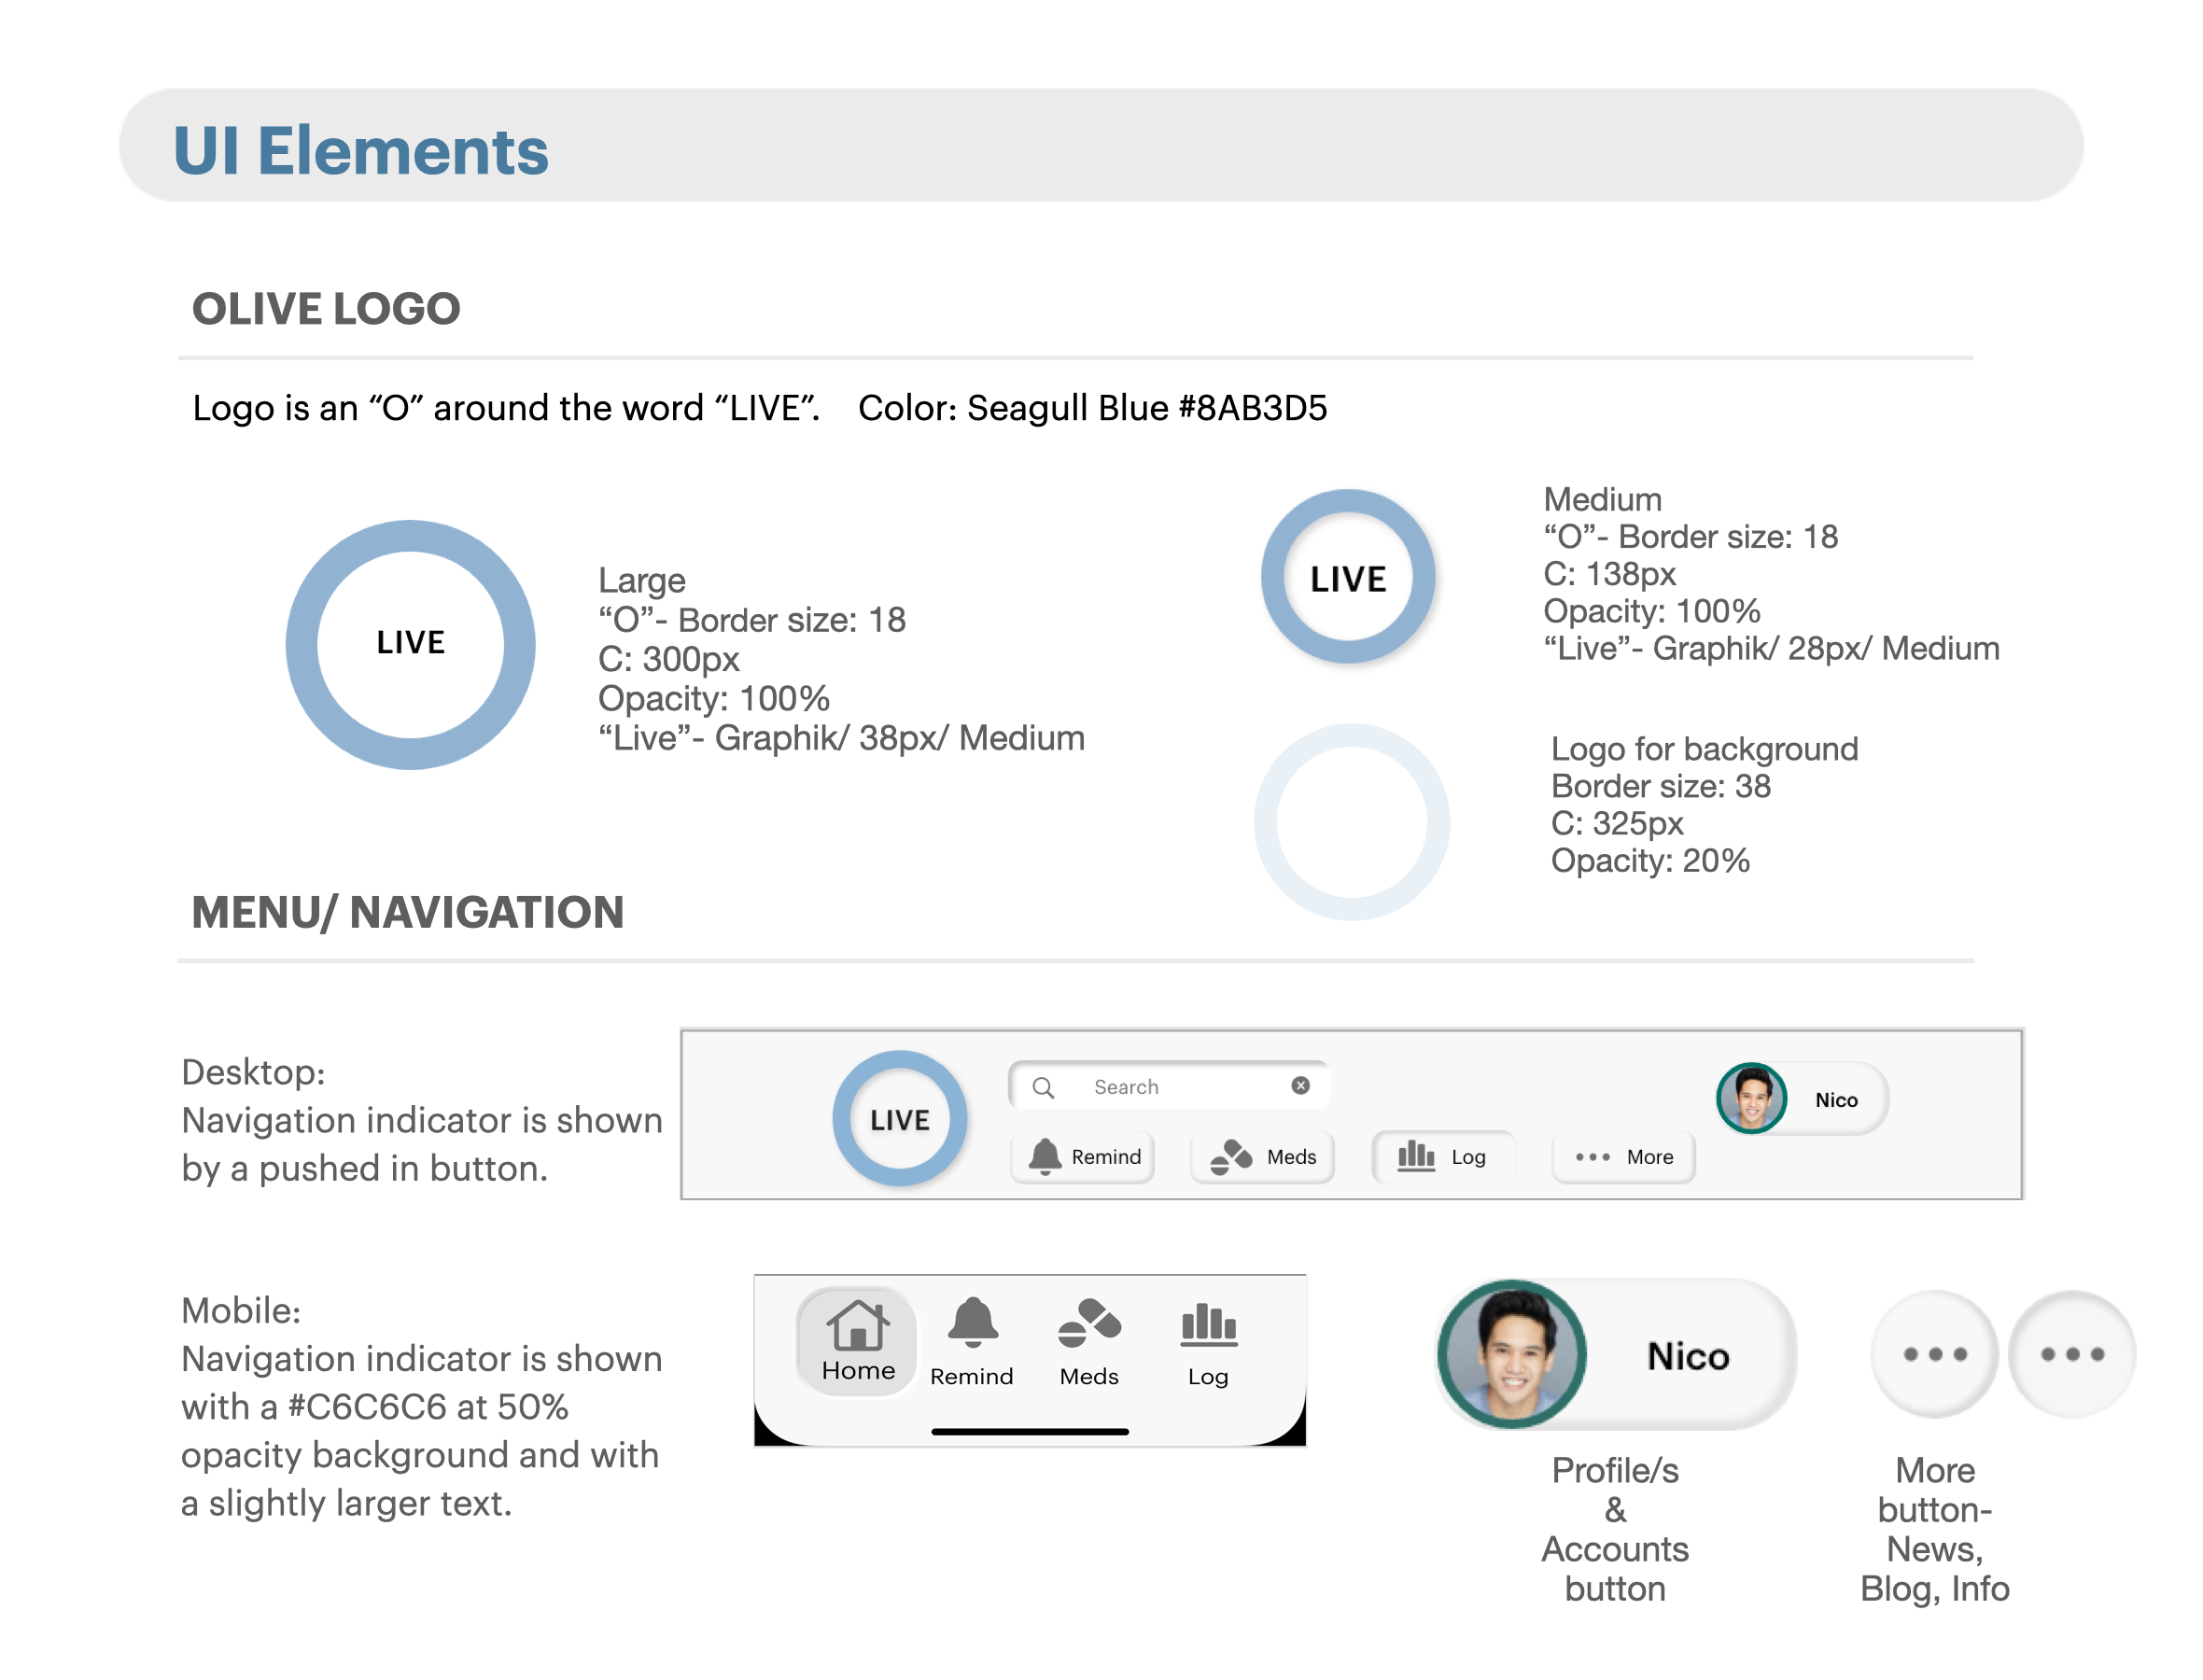 UI Elements
OLIVE LOGO
Logo is an “O” around the word “LIVE”. Color: Seagull Blue #8AB3D5
LIVE
Large
“O”- Border size: 18
C: 300px
Opacity: 100%
“Live”- Graphik/ 38px/ Medium
LIVE
Medium
“O”- Border size: 18
C: 138px
Opacity: 100%
“Live”- Graphik/ 28px/ Medium
Logo for background
Border size: 38
C: 325px
Opacity: 20%
MENU/ NAVIGATION
Desktop:
Navigation indicator is shown
by a pushed in button.
LIVE
Search
Remind
Meds
Log
More
Nico
Mobile:
Navigation indicator is shown
with a #C6C6C6 at 50%
opacity background and with
a slightly larger text.
Home
Remind
Meds
Log
Nico
Profile/s
&
Accounts
button
More
button-
News,
Blog, Info